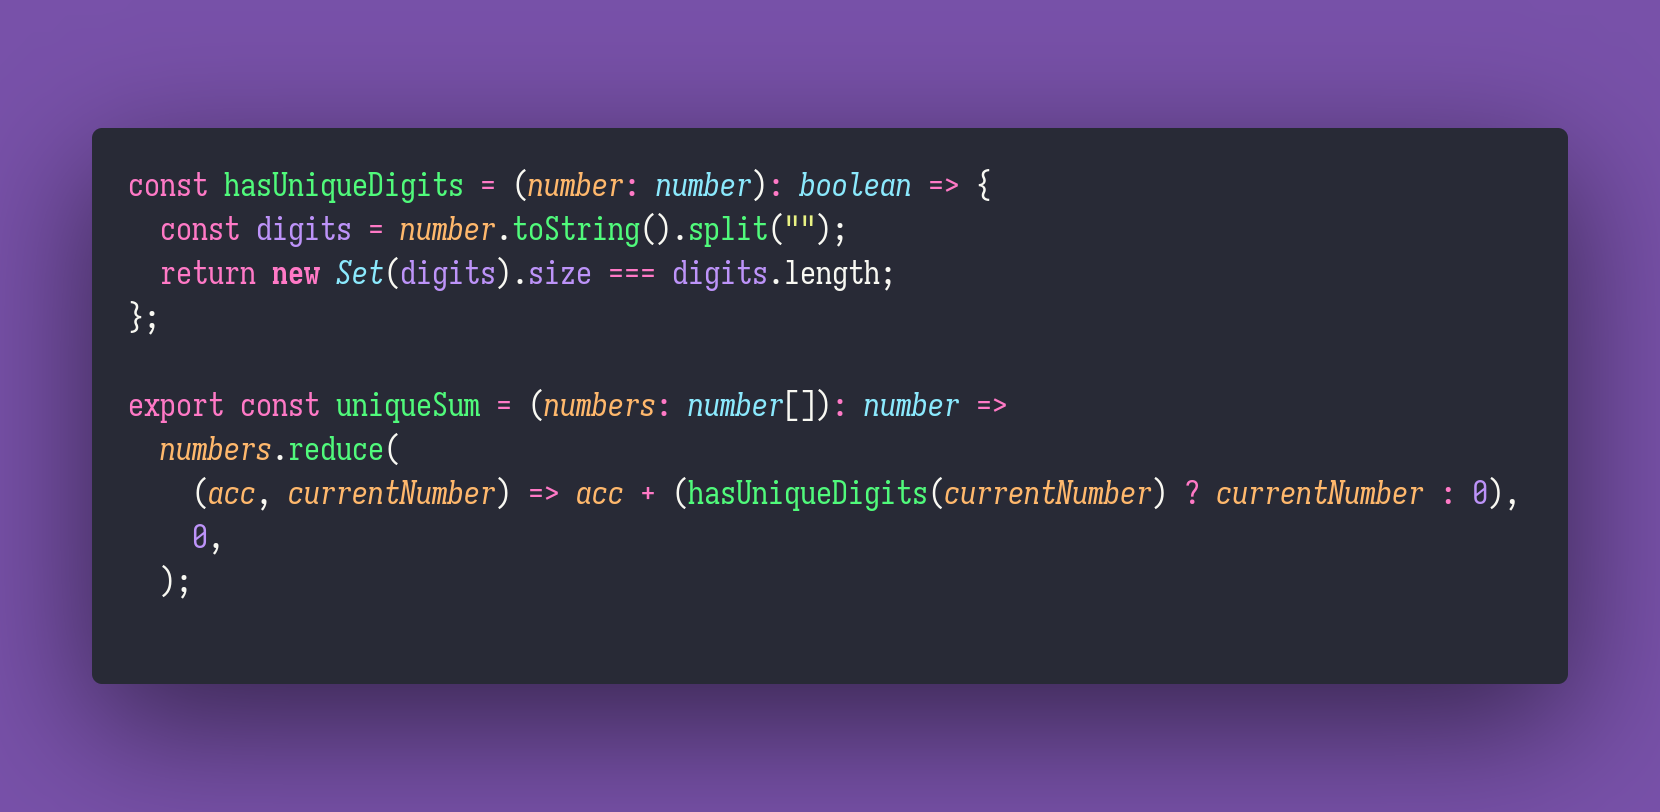 const hasUniqueDigits = (number: number): boolean => {
  const digits = number.toString().split("");
  return new Set(digits).size === digits.length;
};

export const uniqueSum = (numbers: number[]): number =>
  numbers.reduce(
    (acc, currentNumber) => acc + (hasUniqueDigits(currentNumber) ? currentNumber : 0),
    0,
  );